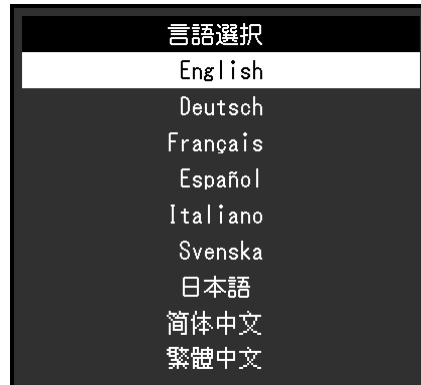 言語選択
English
Deutsch
Français
Español
Italiano
Svenska
日本語
简体中文
繁體中文